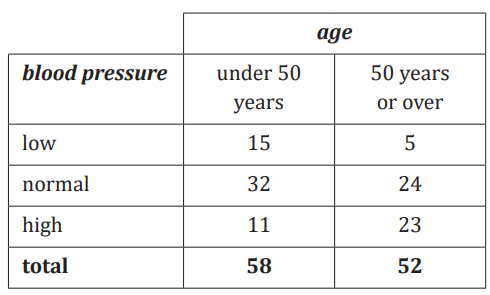 age
blood pressure under 50 years 50 years or over
low 15 5
normal 32 24
high 11 23
total 58 52